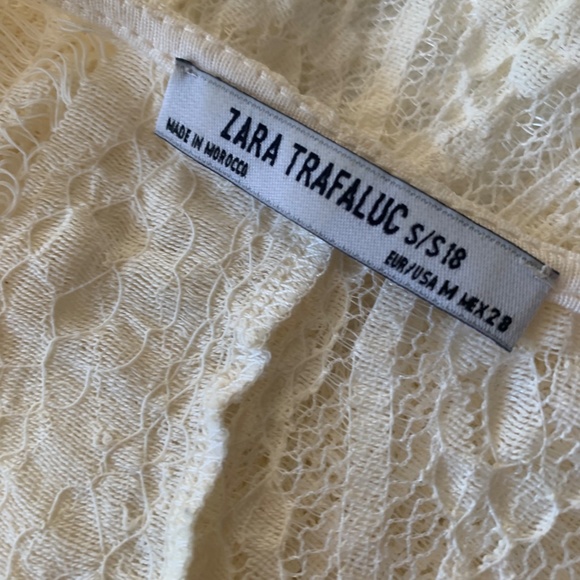 ZARA TRAFALUC S/S18
MADE IN MOROCCO
EUR/USA M MEX 28